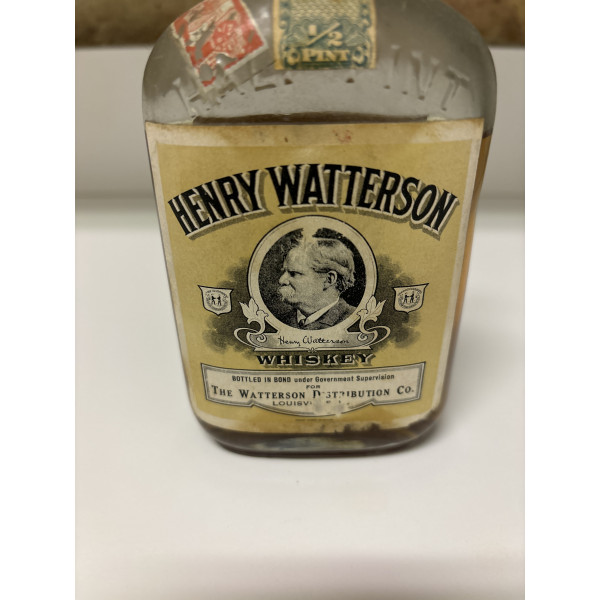 1/2
PINT
HALF PINT
HENRY WATTERSON
Henry Watterson
WHISKEY
BOTTLED IN BOND under Government Supervision
FOR
THE WATTERSON DISTRIBUTION CO.